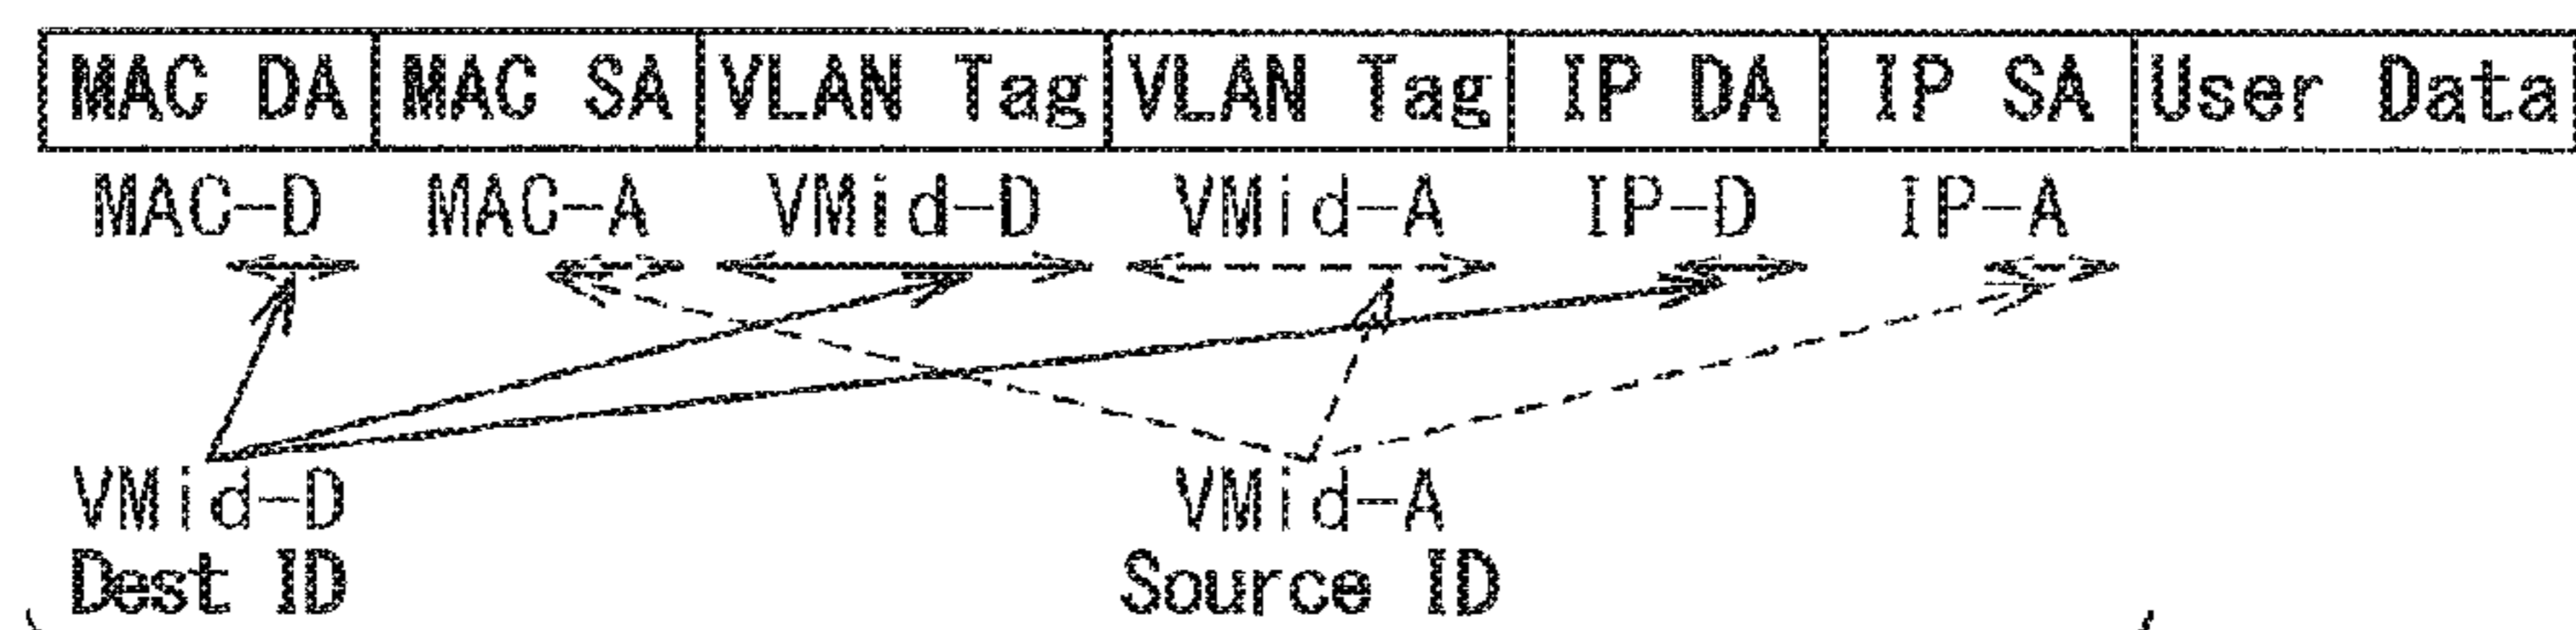 MAC DA MAC SA VLAN Tag VLAN Tag IP DA IP SA User Data
MAC-D MAC-A VMid-D VMid-A IP-D IP-A
VMid-D VMid-A
Dest ID Source ID